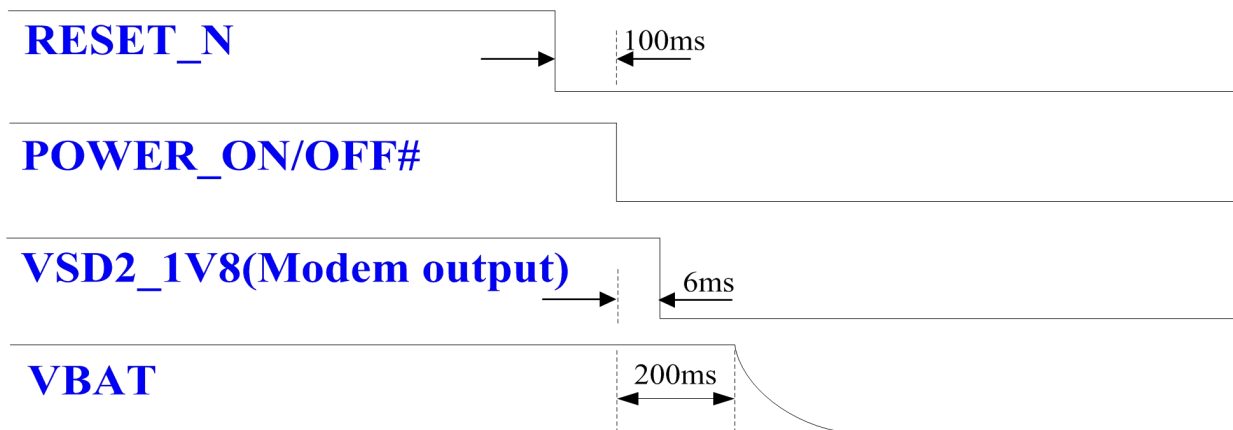 RESET_N
100ms
POWER_ON/OFF#
VSD2_1V8(Modem output)
6ms
VBAT
200ms